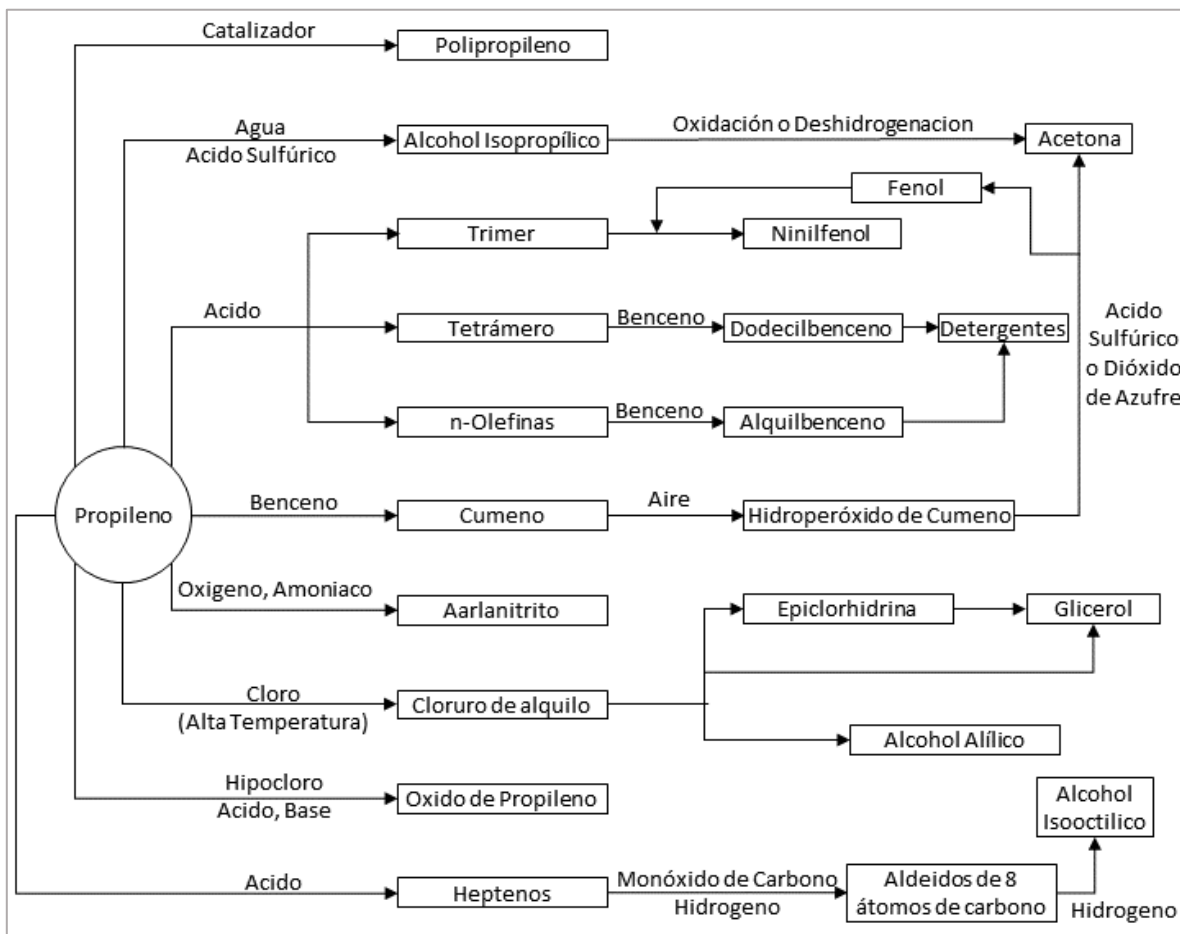 Catalizador
Polipropileno
Agua
Acido Sulfúrico
Alcohol Isopropílico
Oxidación o Deshidrogenacion
Acetona
Fenol
Trimer
Ninilfenol
Acido
Tetrámero
Benceno
Dodecilbenceno
Detergentes
Acido
Sulfúrico
o Dióxido
de Azufre
n-Olefinas
Benceno
Alquilbenceno
Propileno
Benceno
Cumeno
Aire
Hidroperóxido de Cumeno
Oxigeno, Amoniaco
Aarlanitrito
Epiclorhidrina
Glicerol
Cloro
(Alta Temperatura)
Cloruro de alquilo
Alcohol Alílico
Hipocloro
Acido, Base
Oxido de Propileno
Alcohol
Isooctilico
Acido
Heptenos
Monóxido de Carbono
Hidrogeno
Aldeidos de 8
átomos de carbono
Hidrogeno